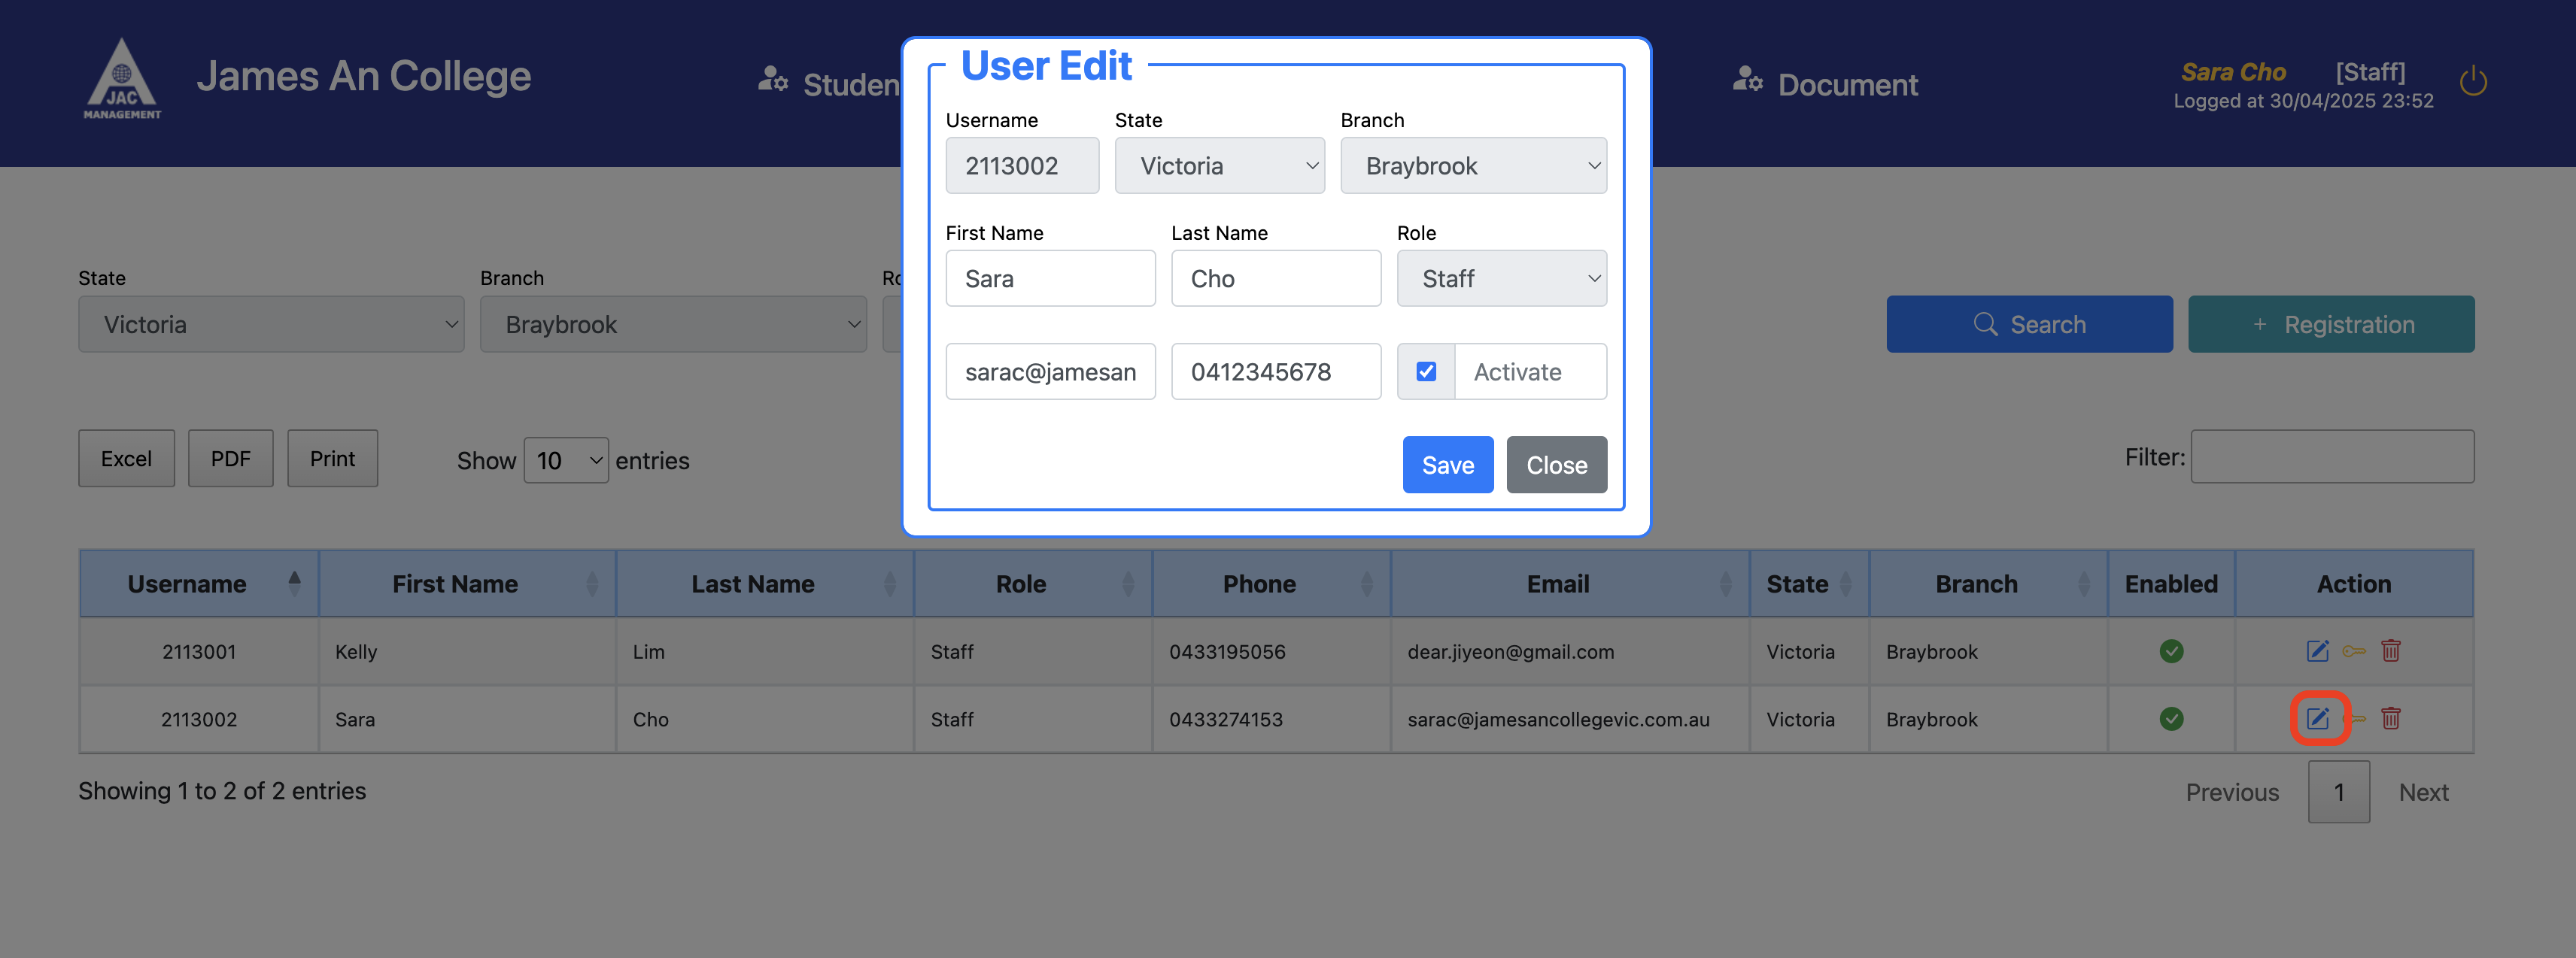 JAC
MANAGEMENT
James An College
Studen
Document
Sara Cho [Staff]
Logged at 30/04/2025 23:52
User Edit
Username State Branch
2113002 Victoria Braybrook
First Name Last Name Role
Sara Cho Staff
sarac@jamesan 0412345678 Activate
Save Close
State Branch
Victoria Braybrook
Search + Registration
Excel PDF Print Show 10 entries Filter:
Username First Name Last Name Role Phone Email State Branch Enabled Action
2113001 Kelly Lim Staff 0433195056 dear.jiyeon@gmail.com Victoria Braybrook
2113002 Sara Cho Staff 0433274153 sarac@jamesancollegevic.com.au Victoria Braybrook
Showing 1 to 2 of 2 entries Previous 1 Next